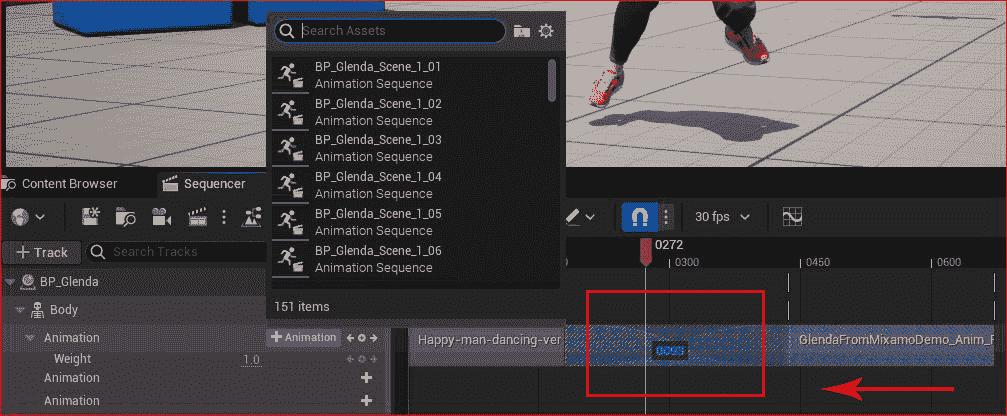 Search Assets
BP_Glenda_Scene_1_01
Animation Sequence
BP_Glenda_Scene_1_02
Animation Sequence
BP_Glenda_Scene_1_03
Animation Sequence
BP_Glenda_Scene_1_04
Animation Sequence
BP_Glenda_Scene_1_05
Animation Sequence
BP_Glenda_Scene_1_06
Animation Sequence
151 items
Content Browser
Sequencer
30 fps
+ Track
Search Tracks
0272
0300
0450
0600
BP_Glenda
Body
Animation
+ Animation
Happy-man-dancing-ver
GlendaFromMixamoDemo_Anim_F
Weight
1.0
Animation
Animation